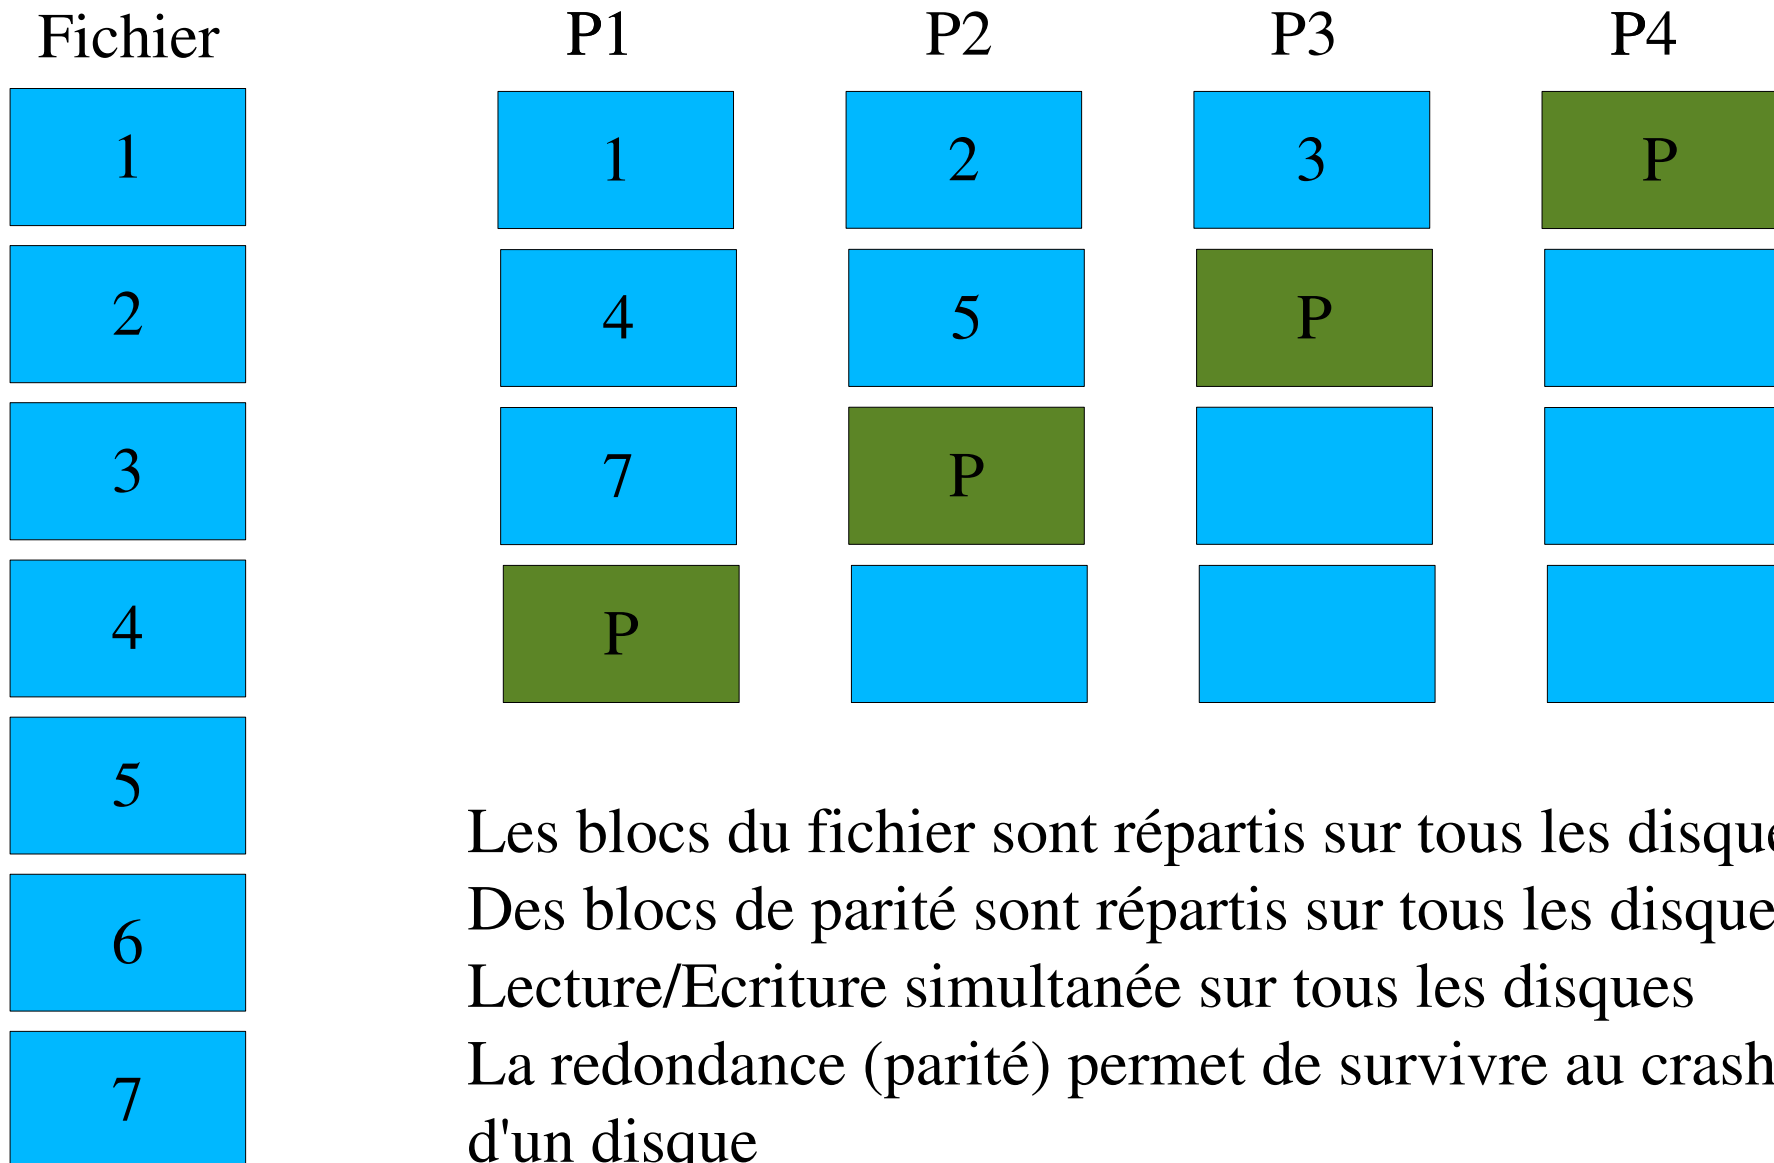 Fichier P1 P2 P3 P4
1 1 2 3 P
2 4 5 P
3 7 P
4 P
5
6
7
Les blocs du fichier sont répartis sur tous les
Des blocs de parité sont répartis sur tous les disque
Lecture/Ecriture simultanée sur tous les disques
La redondance (parité) permet de survivre au crash
d'un disque